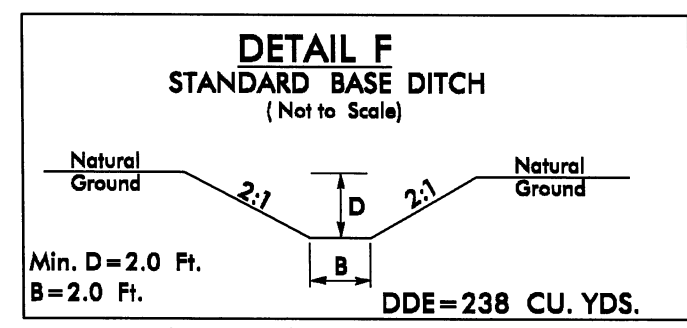 DETAIL F
STANDARD BASE DITCH
( Not to Scale)
Natural
Ground
2:1
D
2:1
Natural
Ground
B
Min. D=2.0 Ft.
B=2.0 Ft.
DDE=238 CU. YDS.